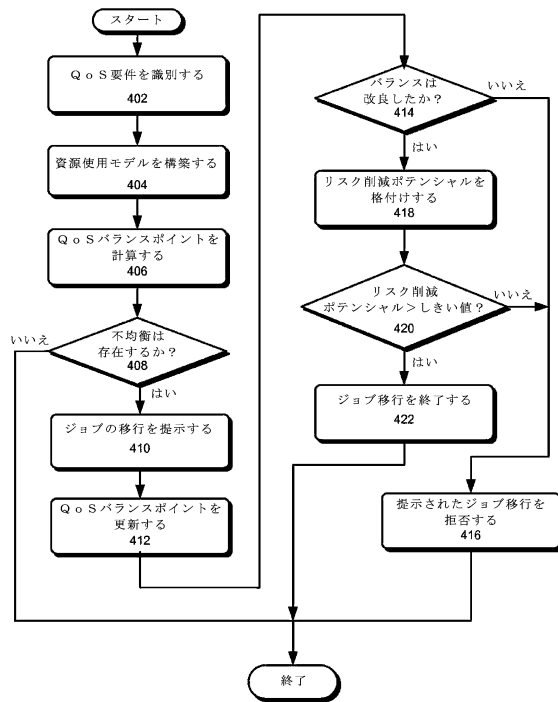 スタート
QoS要件を識別する
402
資源使用モデルを構築する
404
QoSバランスポイントを
計算する
406
不均衡は
存在するか?
408
いいえ
はい
ジョブの移行を提示する
410
QoSバランスポイントを
更新する
412
バランスは
改良したか?
414
いいえ
はい
リスク削減ポテンシャルを
格付けする
418
リスク削減
ポテンシャル>しきい値?
420
いいえ
はい
ジョブ移行を終了する
422
提示されたジョブ移行を
拒否する
416
終了